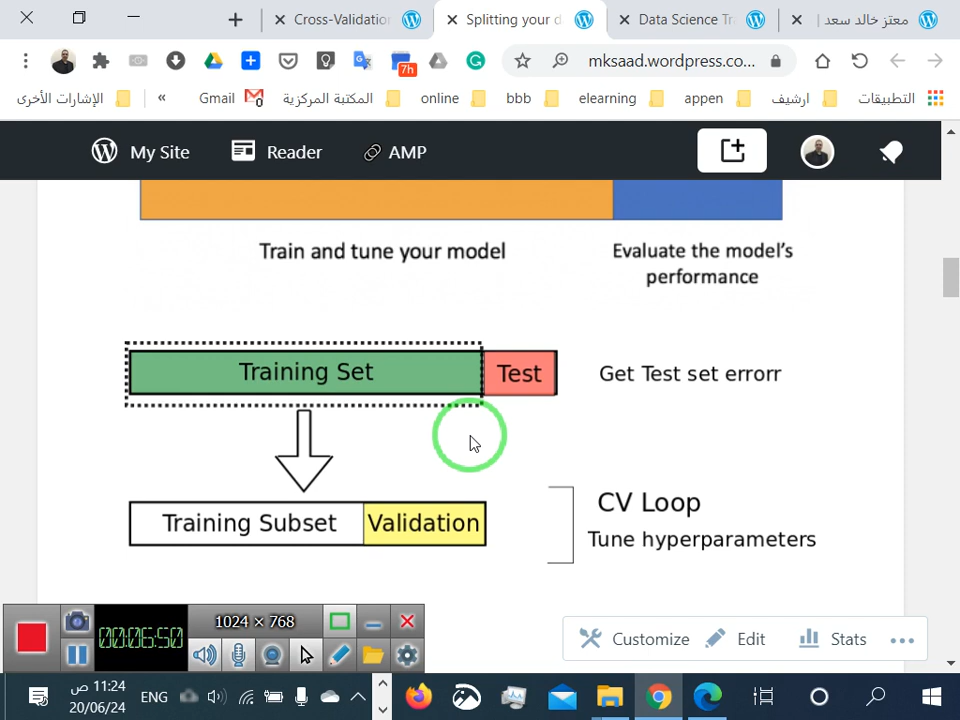 Cross-Validation
Splitting your d
Data Science Tr
معتز خالد سعد |
7h
mksaad.wordpress.co...
الإشارات الأخرى
»
Gmail
المكتبة المركزية
online
bbb
elearning
appen
ارشيف
التطبيقات
My Site
Reader
AMP
Train and tune your model
Evaluate the model's
performance
Training Set
Test
Get Test set errorr
Training Subset
Validation
CV Loop
Tune hyperparameters
1024 × 768
00:06:50
Customize
Edit
Stats
11:24 ص
20/06/24
ENG